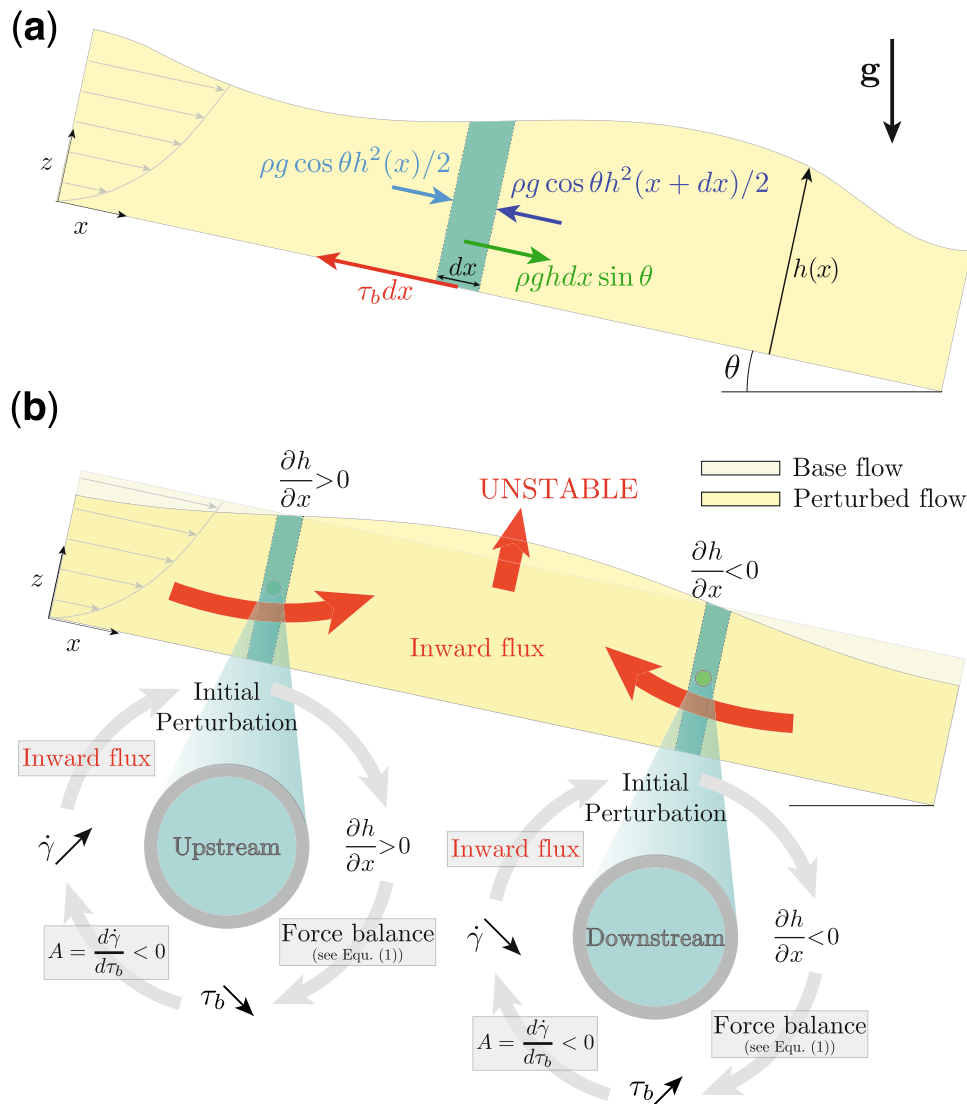 (a)
g
z
x
ρg cos θh²(x)/2
ρg cos θh²(x + dx)/2
dx
ρghdx sin θ
τ_b dx
h(x)
θ
(b)
∂h/∂x >0
UNSTABLE
Base flow
Perturbed flow
∂h/∂x <0
z
x
Inward flux
Initial
Perturbation
Inward flux
γ̇
Upstream
∂h/∂x >0
A = dγ̇/dτ_b < 0
Force balance
(see Equ. (1))
τ_b
Initial
Perturbation
Inward flux
γ̇
Downstream
∂h/∂x <0
A = dγ̇/dτ_b < 0
Force balance
(see Equ. (1))
τ_b